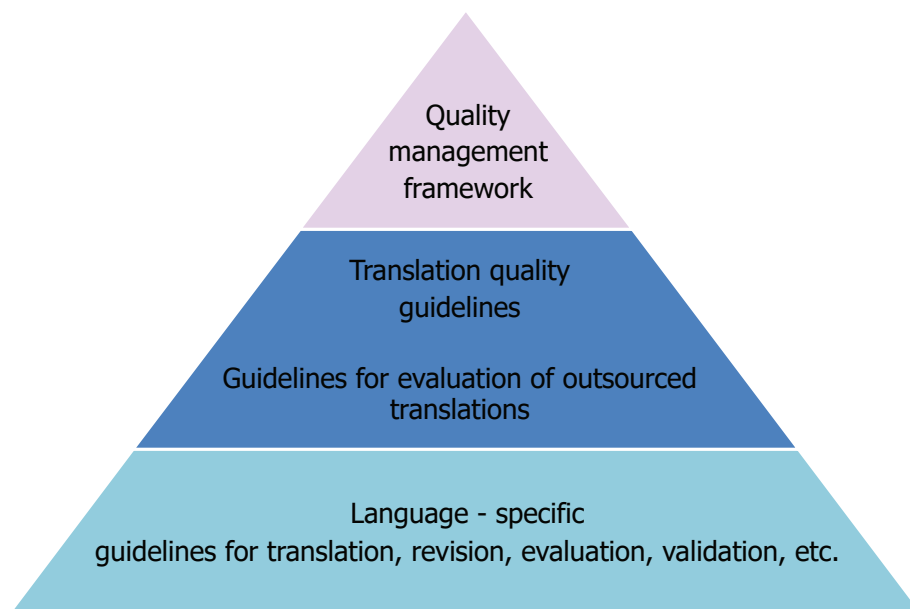 Quality
management
framework
Translation quality
guidelines
Guidelines for evaluation of outsourced
translations
Language - specific
guidelines for translation, revision, evaluation, validation, etc.